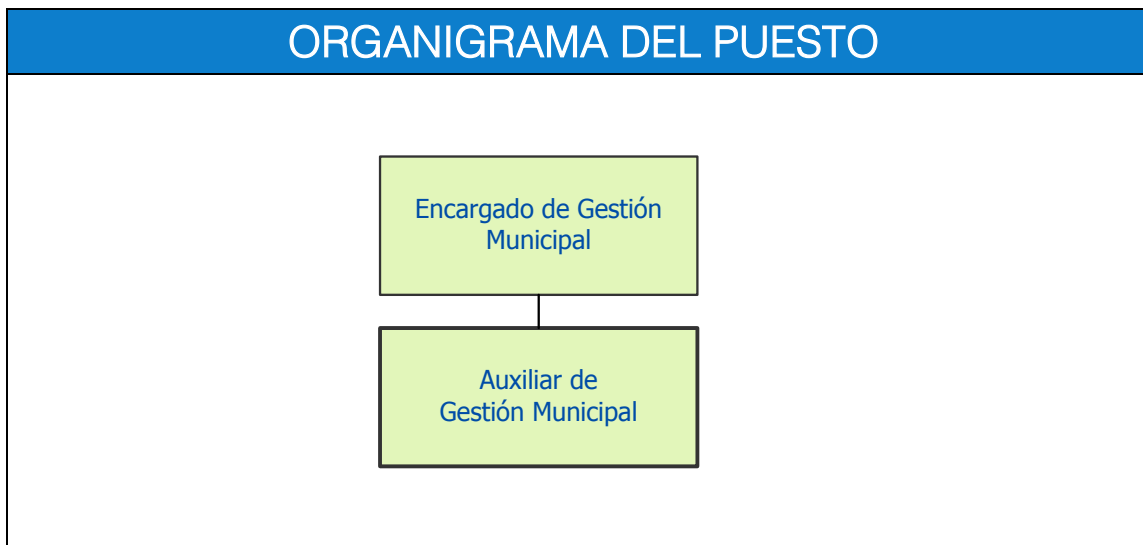 ORGANIGRAMA DEL PUESTO
Encargado de Gestión
Municipal
Auxiliar de
Gestión Municipal